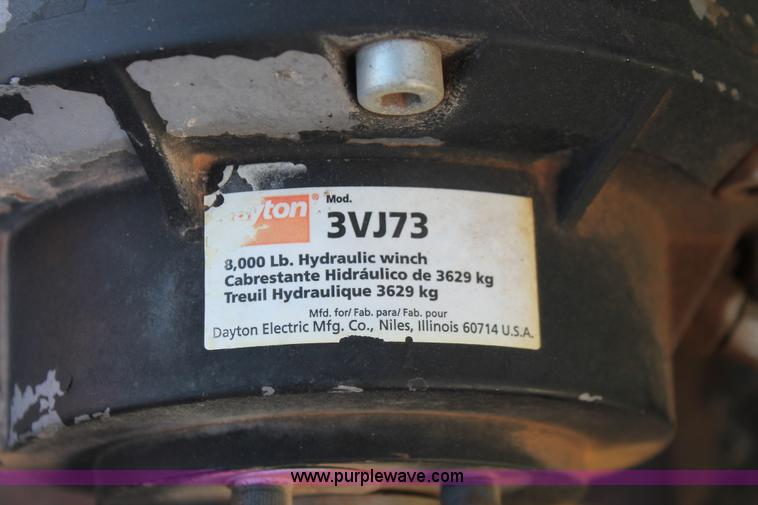 Dayton®
Mod.
3VJ73
8,000 Lb. Hydraulic winch
Cabrestante Hidráulico de 3629 kg
Treuil Hydraulique 3629 kg
Mfd. for/ Fab. para/ Fab. pour
Dayton Electric Mfg. Co., Niles, Illinois 60714 U.S.A.
www.purplewave.com